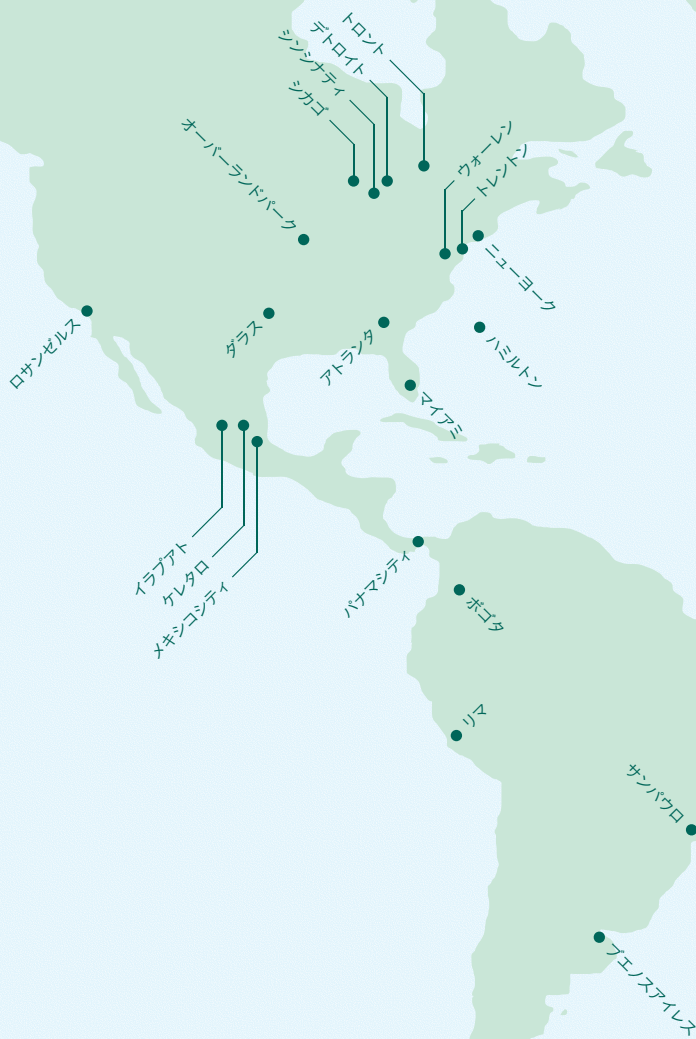 トロント
デトロイト
シンシナティ
シカゴ
オーバーランドパーク
ウォーレン
トレントン
ニューヨーク
ロサンゼルス
ダラス
アトランタ
ハミルトン
マイアミ
イラプアト
ケレタロ
メキシコシティ
パナマシティ
ボゴタ
リマ
サンパウロ
ブエノスアイレス